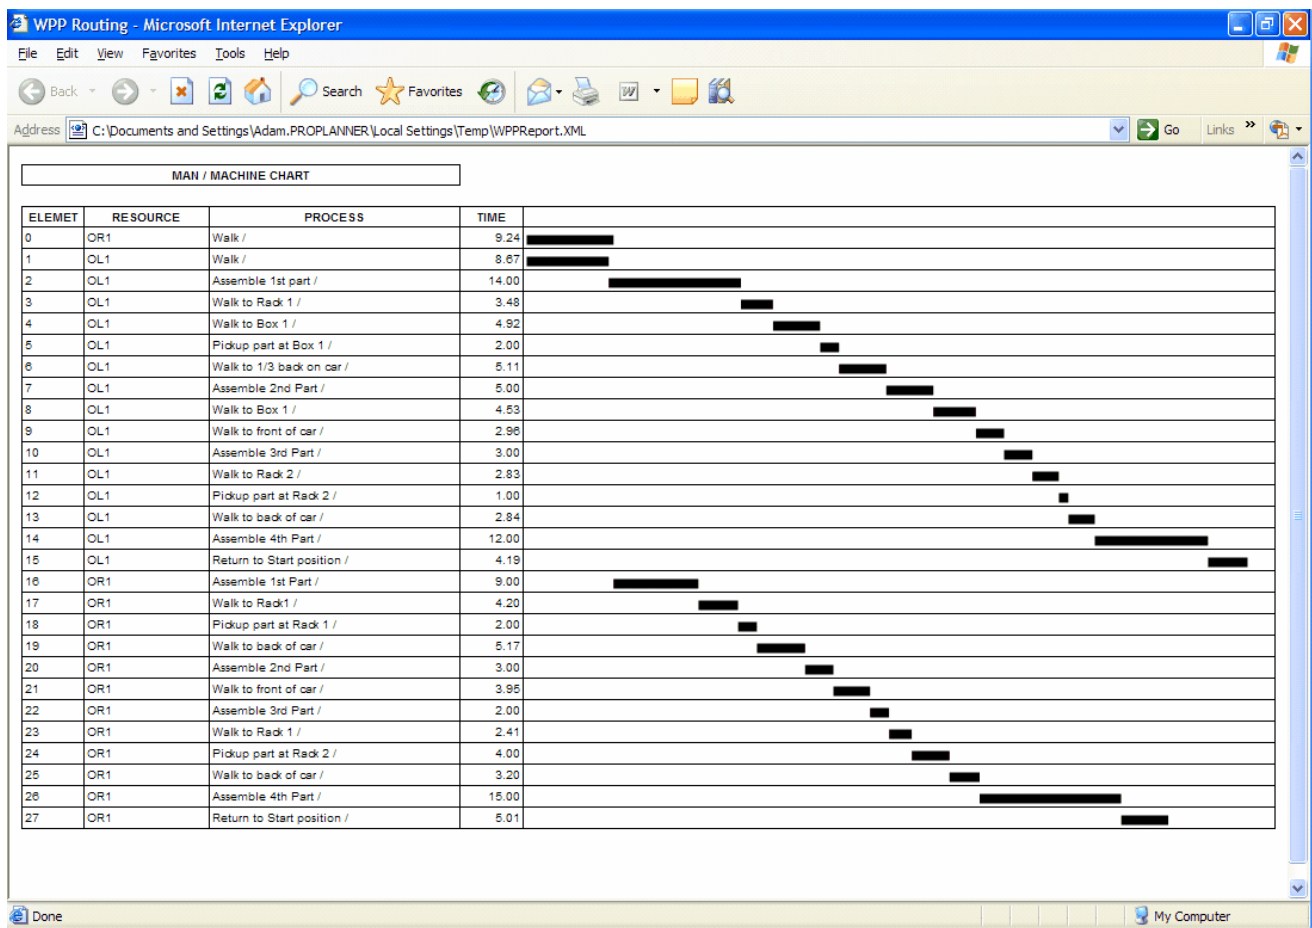 WPP Routing - Microsoft Internet Explorer
File Edit View Favorites Tools Help
Back Search Favorites
Address C:\Documents and Settings\Adam.PROPLANNER\Local Settings\Temp\WPPReport.XML Go Links »
MAN / MACHINE CHART
ELEMET RESOURCE PROCESS TIME
0 OR1 Walk / 9.24
1 OL1 Walk / 8.67
2 OL1 Assemble 1st part / 14.00
3 OL1 Walk to Rack 1 / 3.48
4 OL1 Walk to Box 1 / 4.92
5 OL1 Pickup part at Box 1 / 2.00
6 OL1 Walk to 1/3 back on car / 5.11
7 OL1 Assemble 2nd Part / 5.00
8 OL1 Walk to Box 1 / 4.53
9 OL1 Walk to front of car / 2.96
10 OL1 Assemble 3rd Part / 3.00
11 OL1 Walk to Rack 2 / 2.83
12 OL1 Pickup part at Rack 2 / 1.00
13 OL1 Walk to back of car / 2.84
14 OL1 Assemble 4th Part / 12.00
15 OL1 Return to Start position / 4.19
16 OR1 Assemble 1st Part / 9.00
17 OR1 Walk to Rack1 / 4.20
18 OR1 Pickup part at Rack 1 / 2.00
19 OR1 Walk to back of car / 5.17
20 OR1 Assemble 2nd Part / 3.00
21 OR1 Walk to front of car / 3.95
22 OR1 Assemble 3rd Part / 2.00
23 OR1 Walk to Rack 1 / 2.41
24 OR1 Pickup part at Rack 2 / 4.00
25 OR1 Walk to back of car / 3.20
26 OR1 Assemble 4th Part / 15.00
27 OR1 Return to Start position / 5.01
Done My Computer